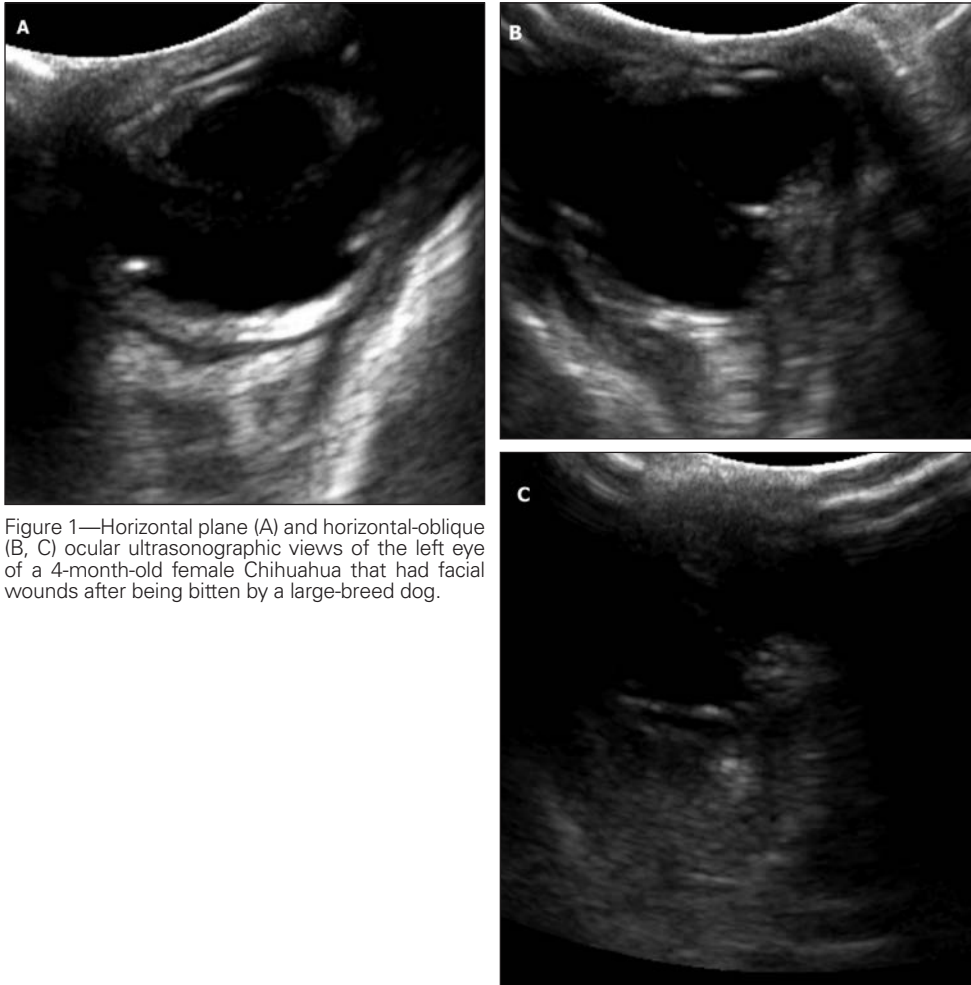 A
B
C
Figure 1—Horizontal plane (A) and horizontal-oblique
(B, C) ocular ultrasonographic views of the left eye
of a 4-month-old female Chihuahua that had facial
wounds after being bitten by a large-breed dog.